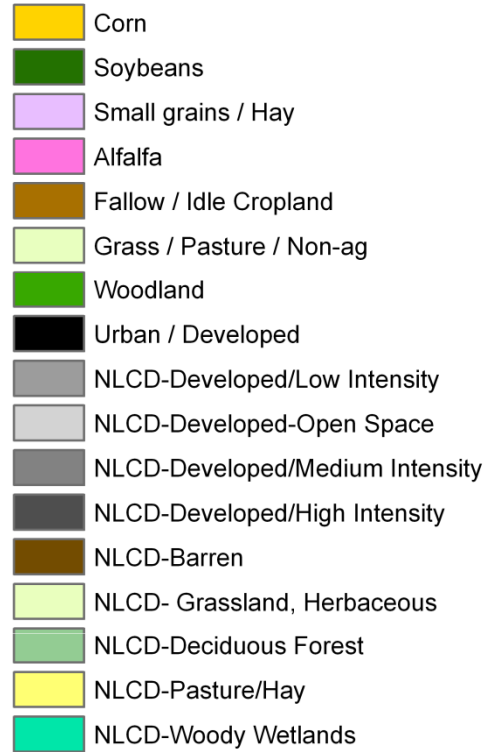 Corn
Soybeans
Small grains / Hay
Alfalfa
Fallow / Idle Cropland
Grass / Pasture / Non-ag
Woodland
Urban / Developed
NLCD-Developed/Low Intensity
NLCD-Developed-Open Space
NLCD-Developed/Medium Intensity
NLCD-Developed/High Intensity
NLCD-Barren
NLCD- Grassland, Herbaceous
NLCD-Deciduous Forest
NLCD-Pasture/Hay
NLCD-Woody Wetlands